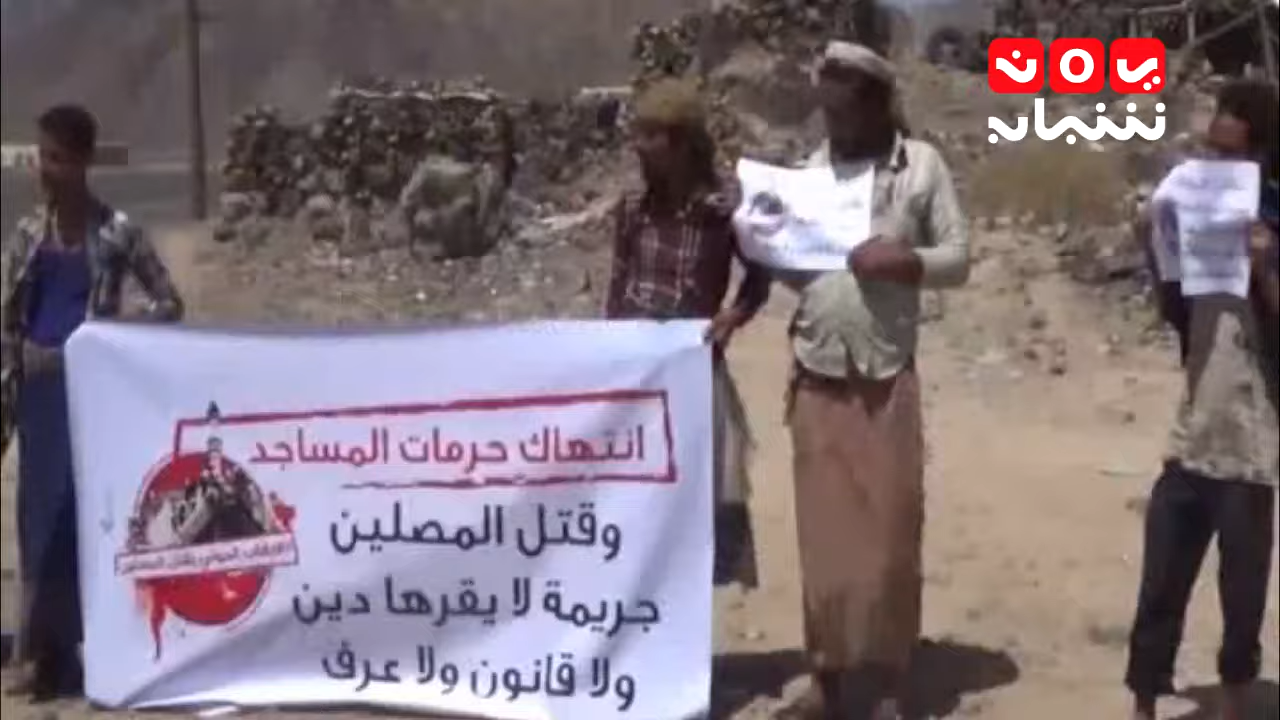 يمن
شباب
انتهاك حرمات المساجد
وقتل المصلين
جريمة لا يقرها دين
ولا قانون ولا عرف